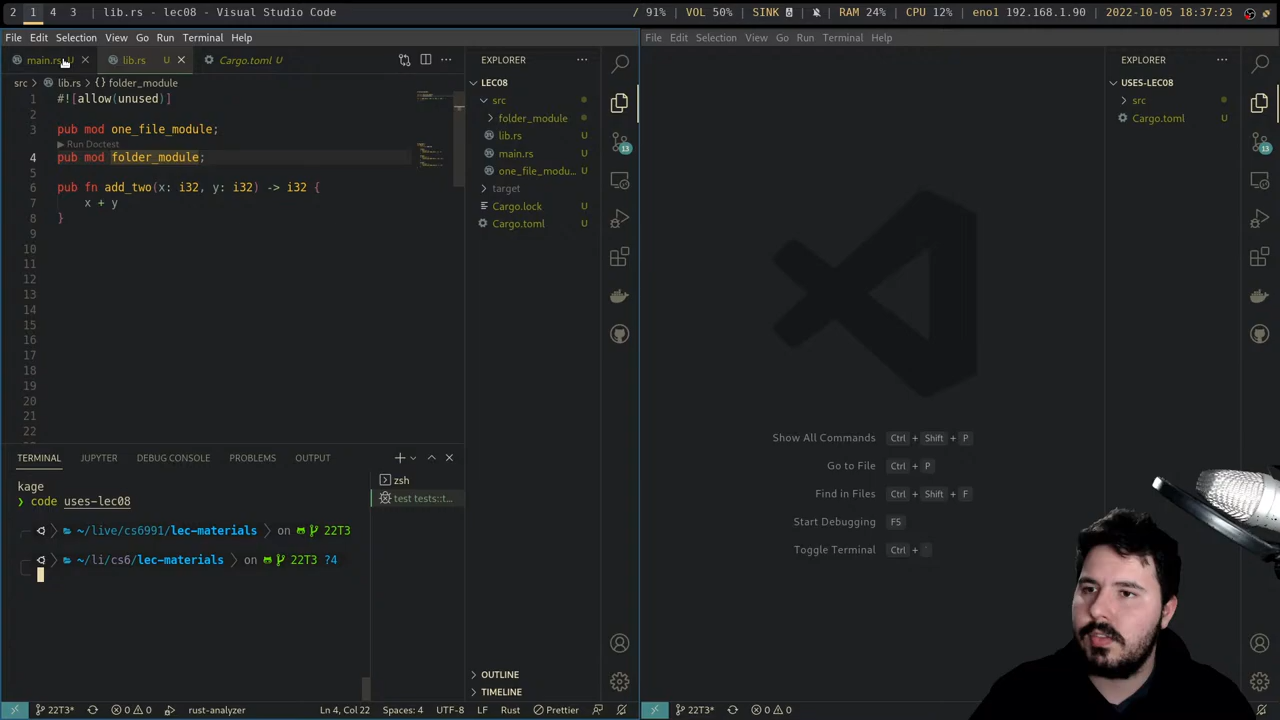 2 1 4 3 lib.rs - lec08 - Visual Studio Code / 91% VOL 50% SINK RAM 24% CPU 12% eno1 192.168.1.90 2022-10-05 18:37:23
File Edit Selection View Go Run Terminal Help
main.rs U
lib.rs U
Cargo.toml U
src lib.rs {} folder_module
1 #![allow(unused)]
2
3 pub mod one_file_module;
Run Doctest
4 pub mod folder_module;
5
6 pub fn add_two(x: i32, y: i32) -> i32 {
7 x + y
8 }
9
10
11
12
13
14
15
16
17
18
19
20
21
22
EXPLORER
LEC08
src
folder_module
lib.rs U
main.rs U
one_file_modu... U
target
Cargo.lock U
Cargo.toml U
OUTLINE
TIMELINE
13
TERMINAL JUPYTER DEBUG CONSOLE PROBLEMS OUTPUT
kage
❯ code uses-lec08
~/live/cs6991/lec-materials on 22T3
~/li/cs6/lec-materials on 22T3 ?4
zsh
test tests::t...
22T3* 0 0 rust-analyzer Ln 4, Col 22 Spaces: 4 UTF-8 LF Rust Prettier
File Edit Selection View Go Run Terminal Help
EXPLORER
USES-LEC08
src
Cargo.toml U
13
Show All Commands Ctrl + Shift + P
Go to File Ctrl + P
Find in Files Ctrl + Shift + F
Start Debugging F5
Toggle Terminal Ctrl + `
22T3* 0 0